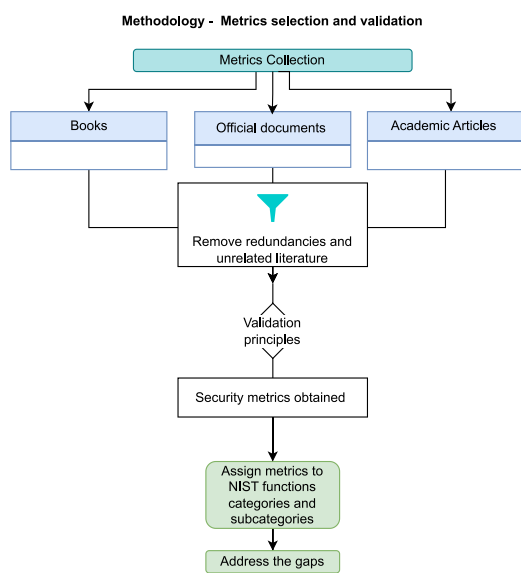 Methodology - Metrics selection and validation
Metrics Collection
Books
Official documents
Academic Articles
Remove redundancies and
unrelated literature
Validation
principles
Security metrics obtained
Assign metrics to
NIST functions
categories and
subcategories
Address the gaps